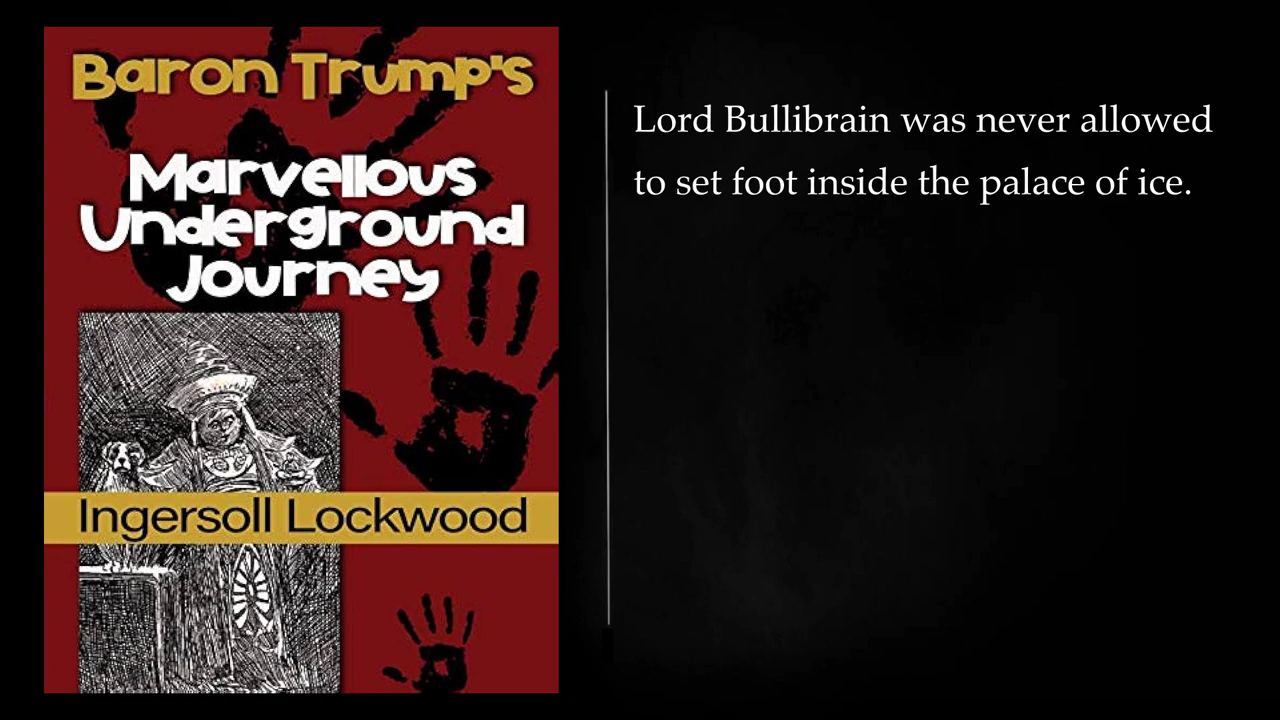 Baron Trump's
Marvellous
Underground
Journey
Ingersoll Lockwood
Lord Bullibrain was never allowed
to set foot inside the palace of ice.